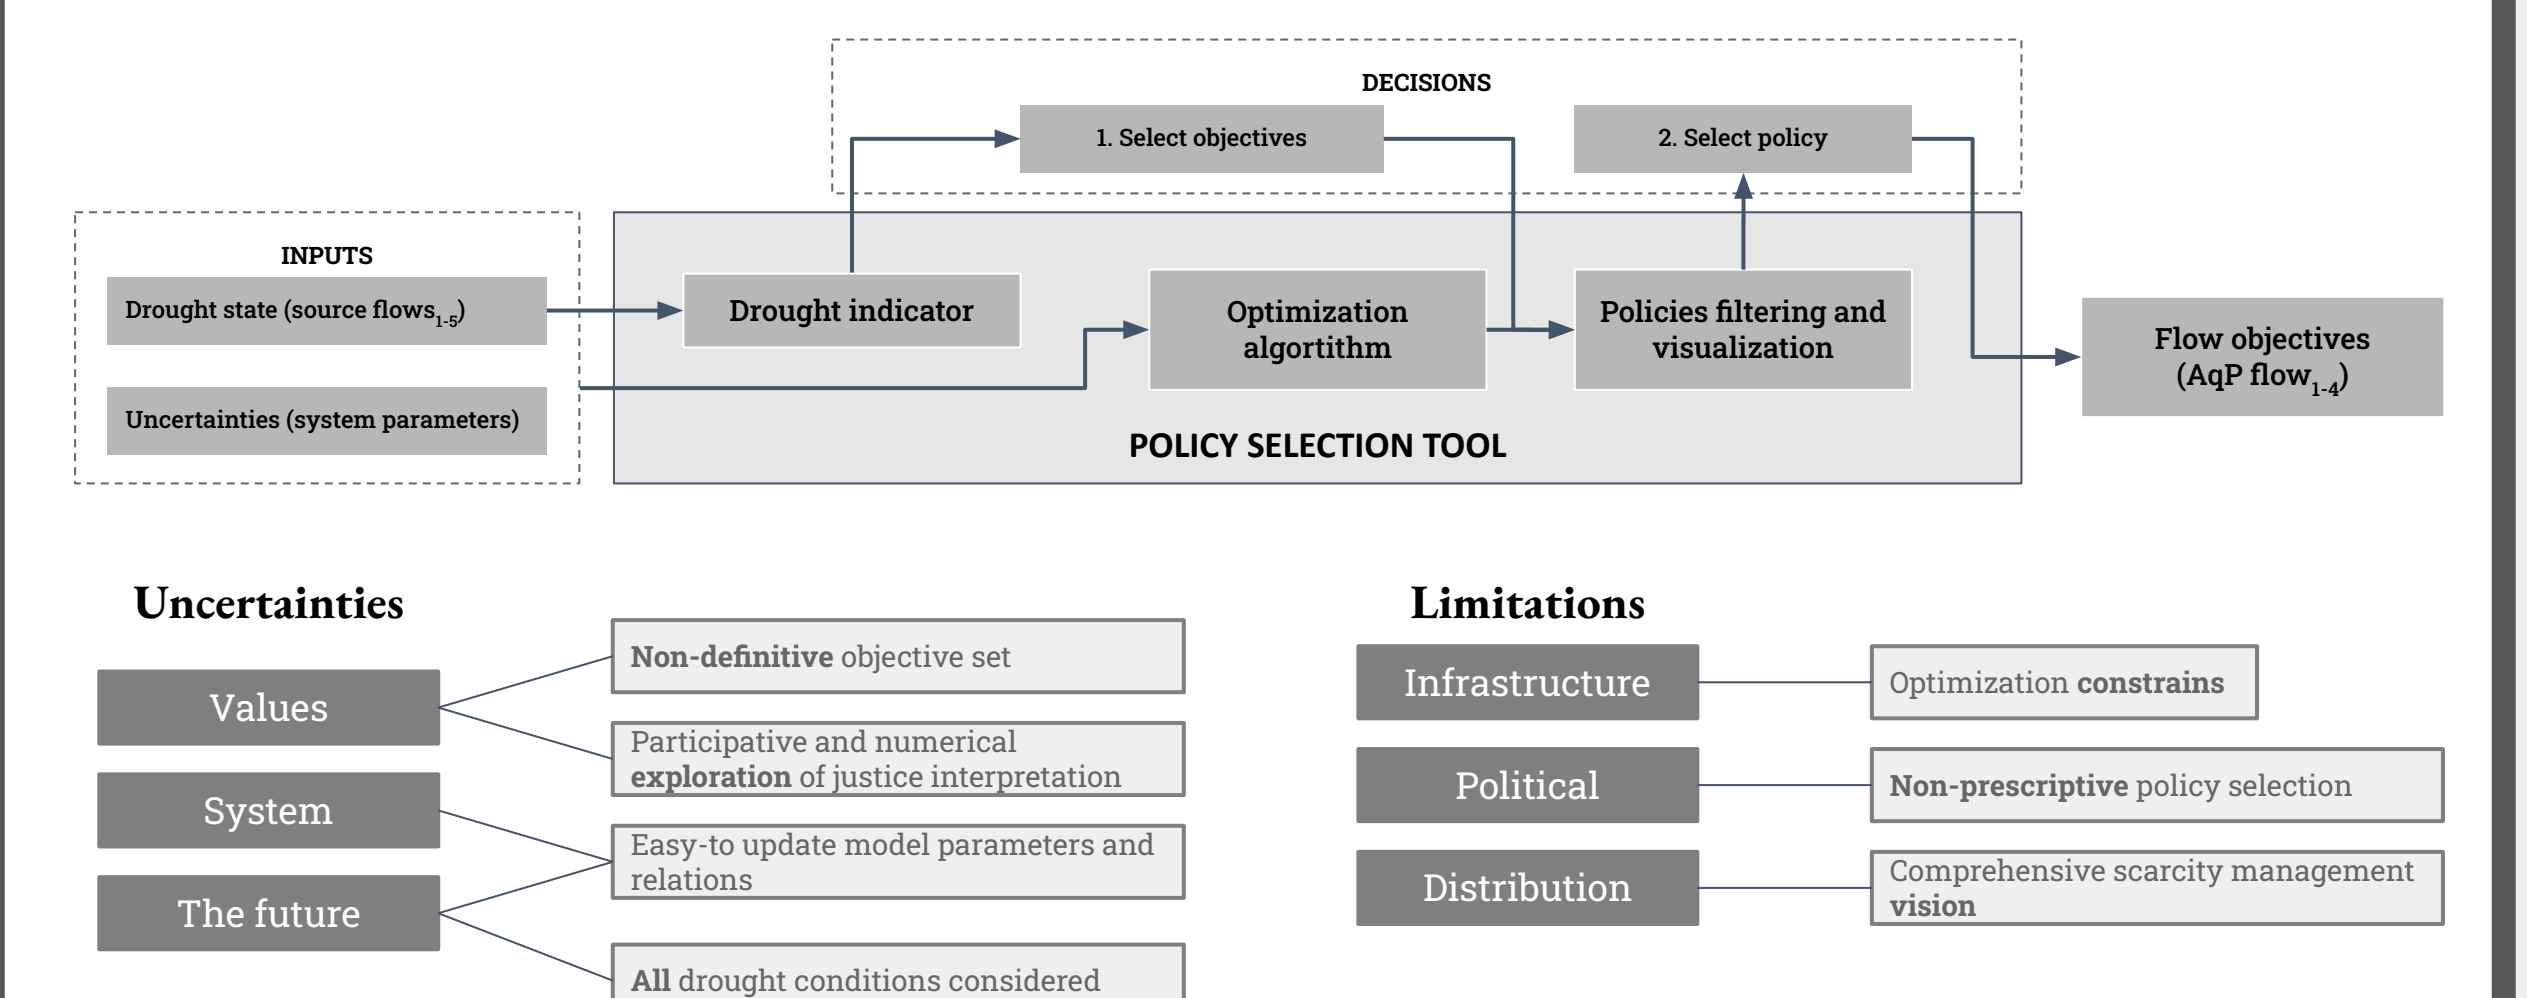 DECISIONS
1. Select objectives
2. Select policy
INPUTS
Drought state (source flows1-5)
Uncertainties (system parameters)
Drought indicator
Optimization
algortithm
Policies filtering and
visualization
POLICY SELECTION TOOL
Flow objectives
(AqP flow1-4)
Uncertainties
Values
System
The future
Non-definitive objective set
Participative and numerical
exploration of justice interpretation
Easy-to update model parameters and
relations
All drought conditions considered
Limitations
Infrastructure
Optimization constrains
Political
Non-prescriptive policy selection
Distribution
Comprehensive scarcity management
vision